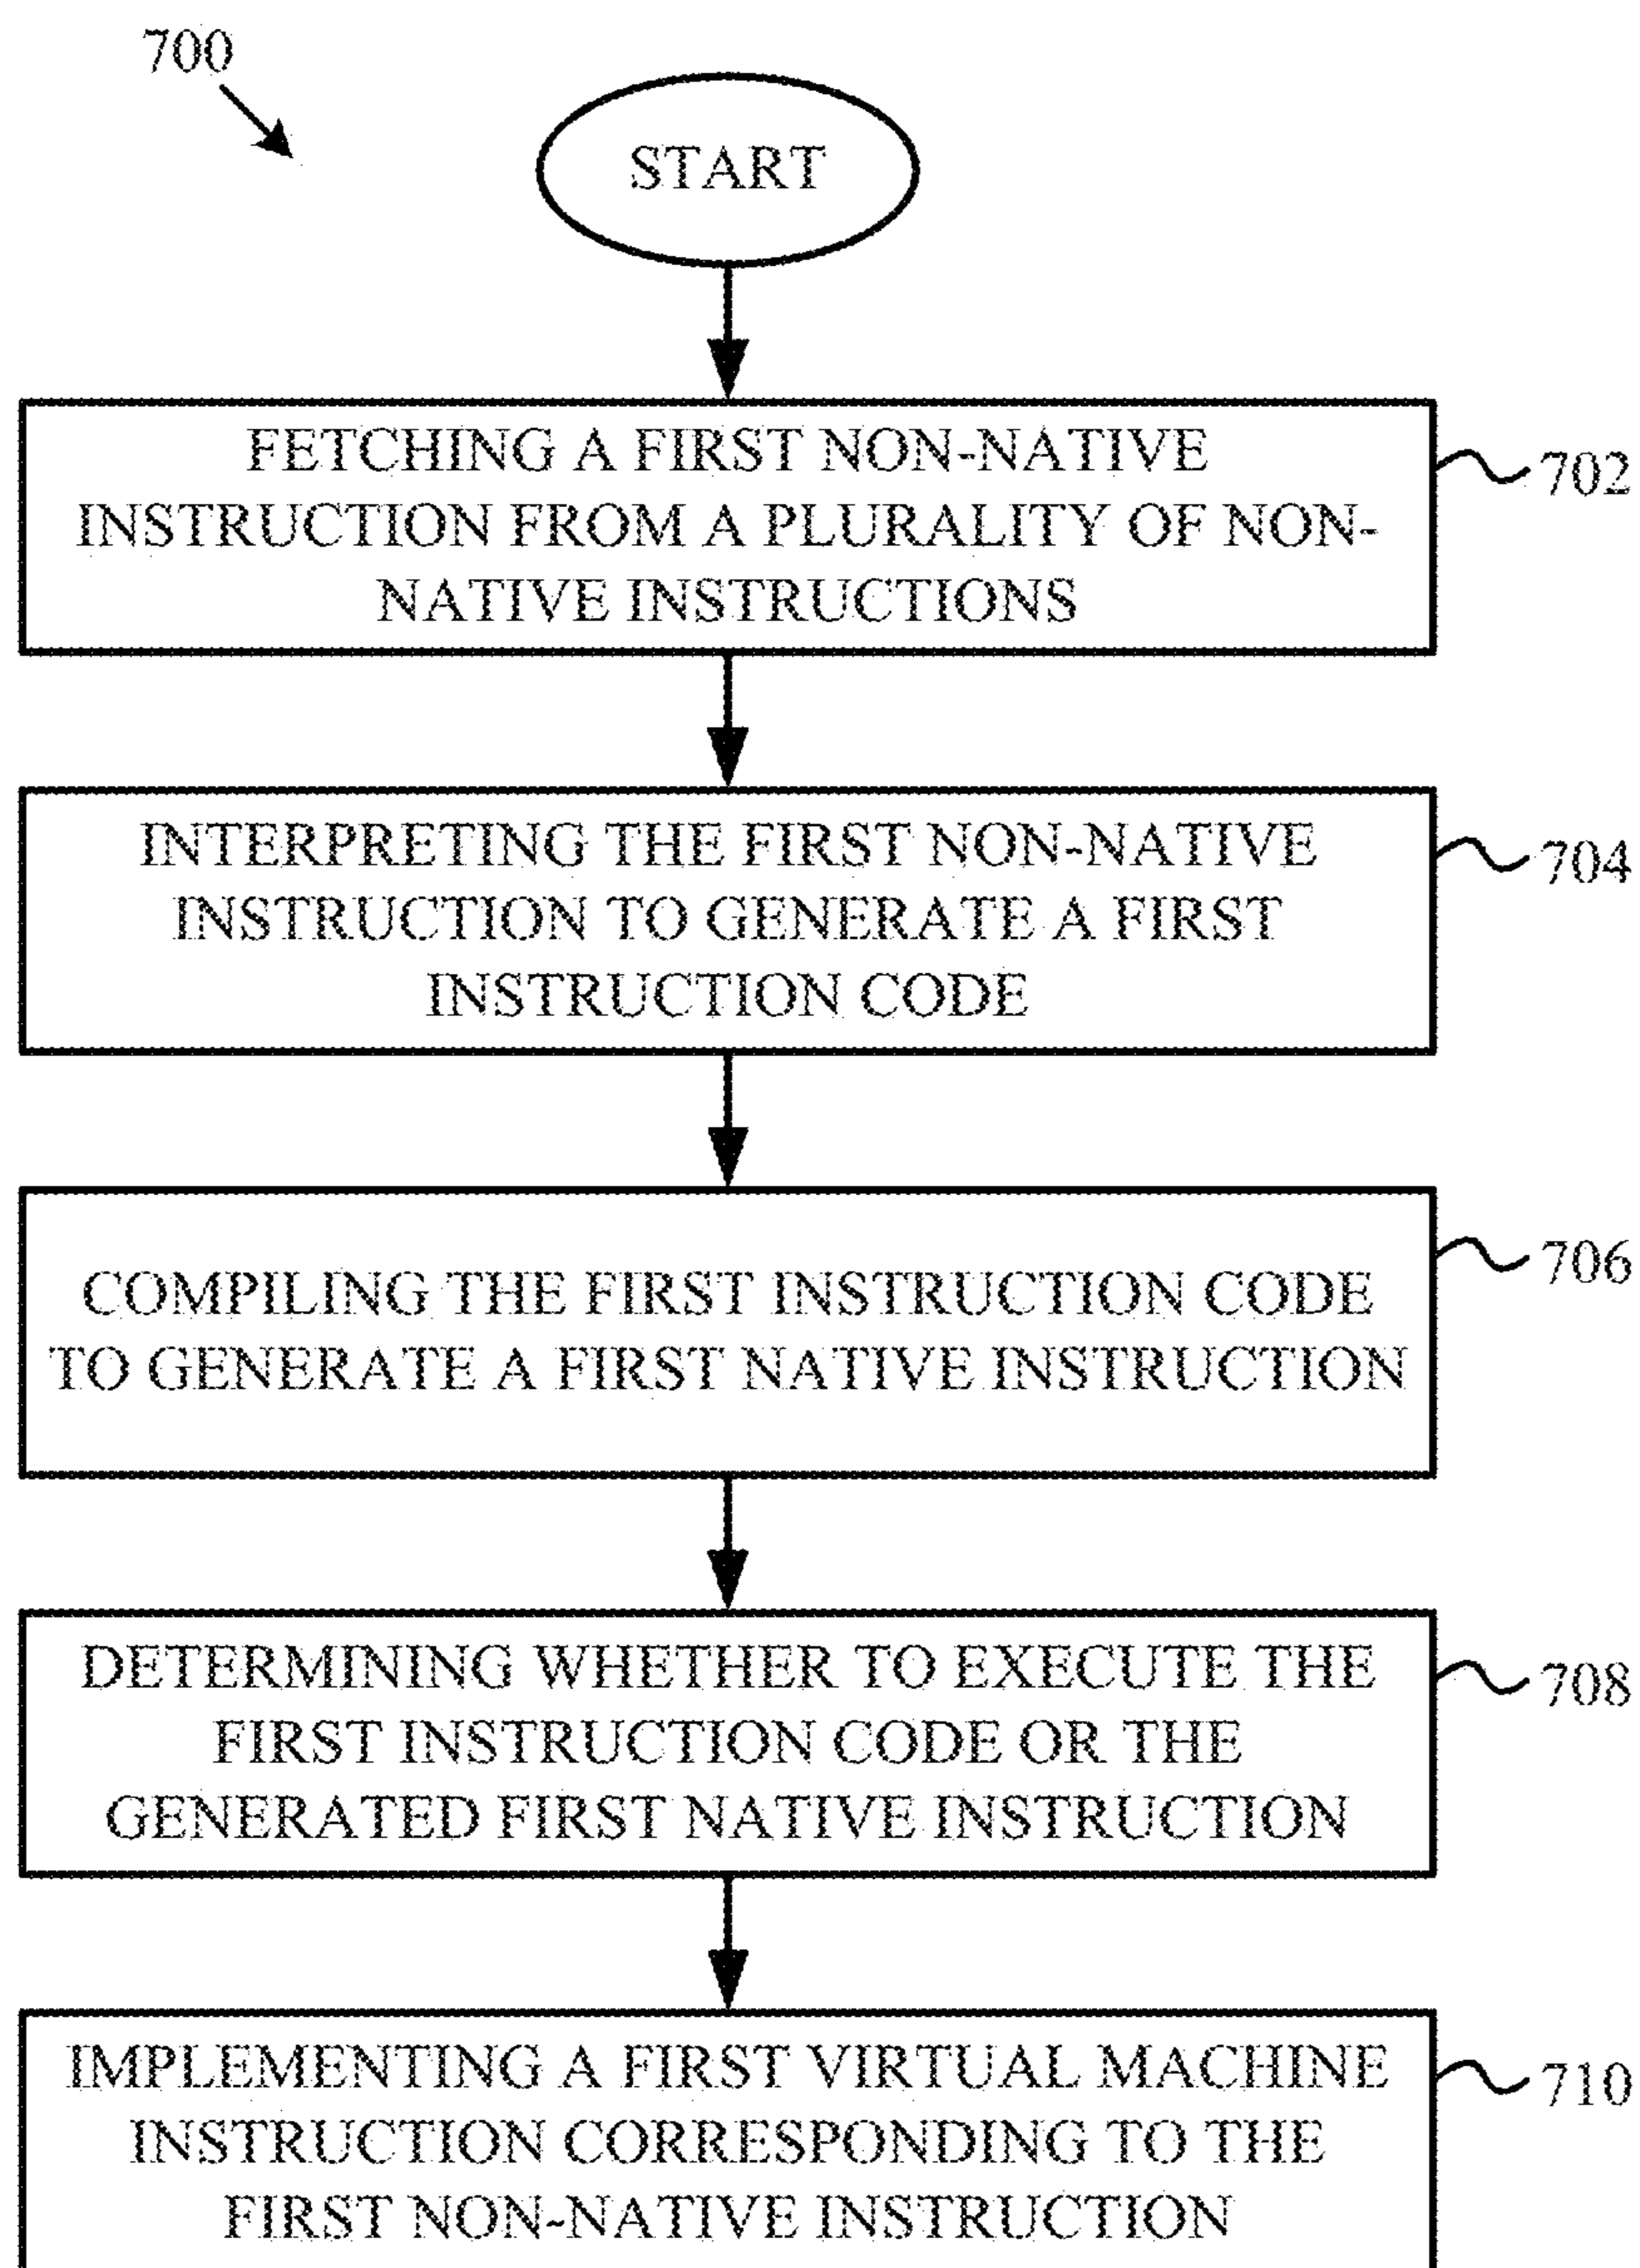 700
START
FETCHING A FIRST NON-NATIVE
INSTRUCTION FROM A PLURALITY OF NON-
NATIVE INSTRUCTIONS
702
INTERPRETING THE FIRST NON-NATIVE
INSTRUCTION TO GENERATE A FIRST
INSTRUCTION CODE
704
COMPILING THE FIRST INSTRUCTION CODE
TO GENERATE A FIRST NATIVE INSTRUCTION
706
DETERMINING WHETHER TO EXECUTE THE
FIRST INSTRUCTION CODE OR THE
GENERATED FIRST NATIVE INSTRUCTION
708
IMPLEMENTING A FIRST VIRTUAL MACHINE
INSTRUCTION CORRESPONDING TO THE
FIRST NON-NATIVE INSTRUCTION
710